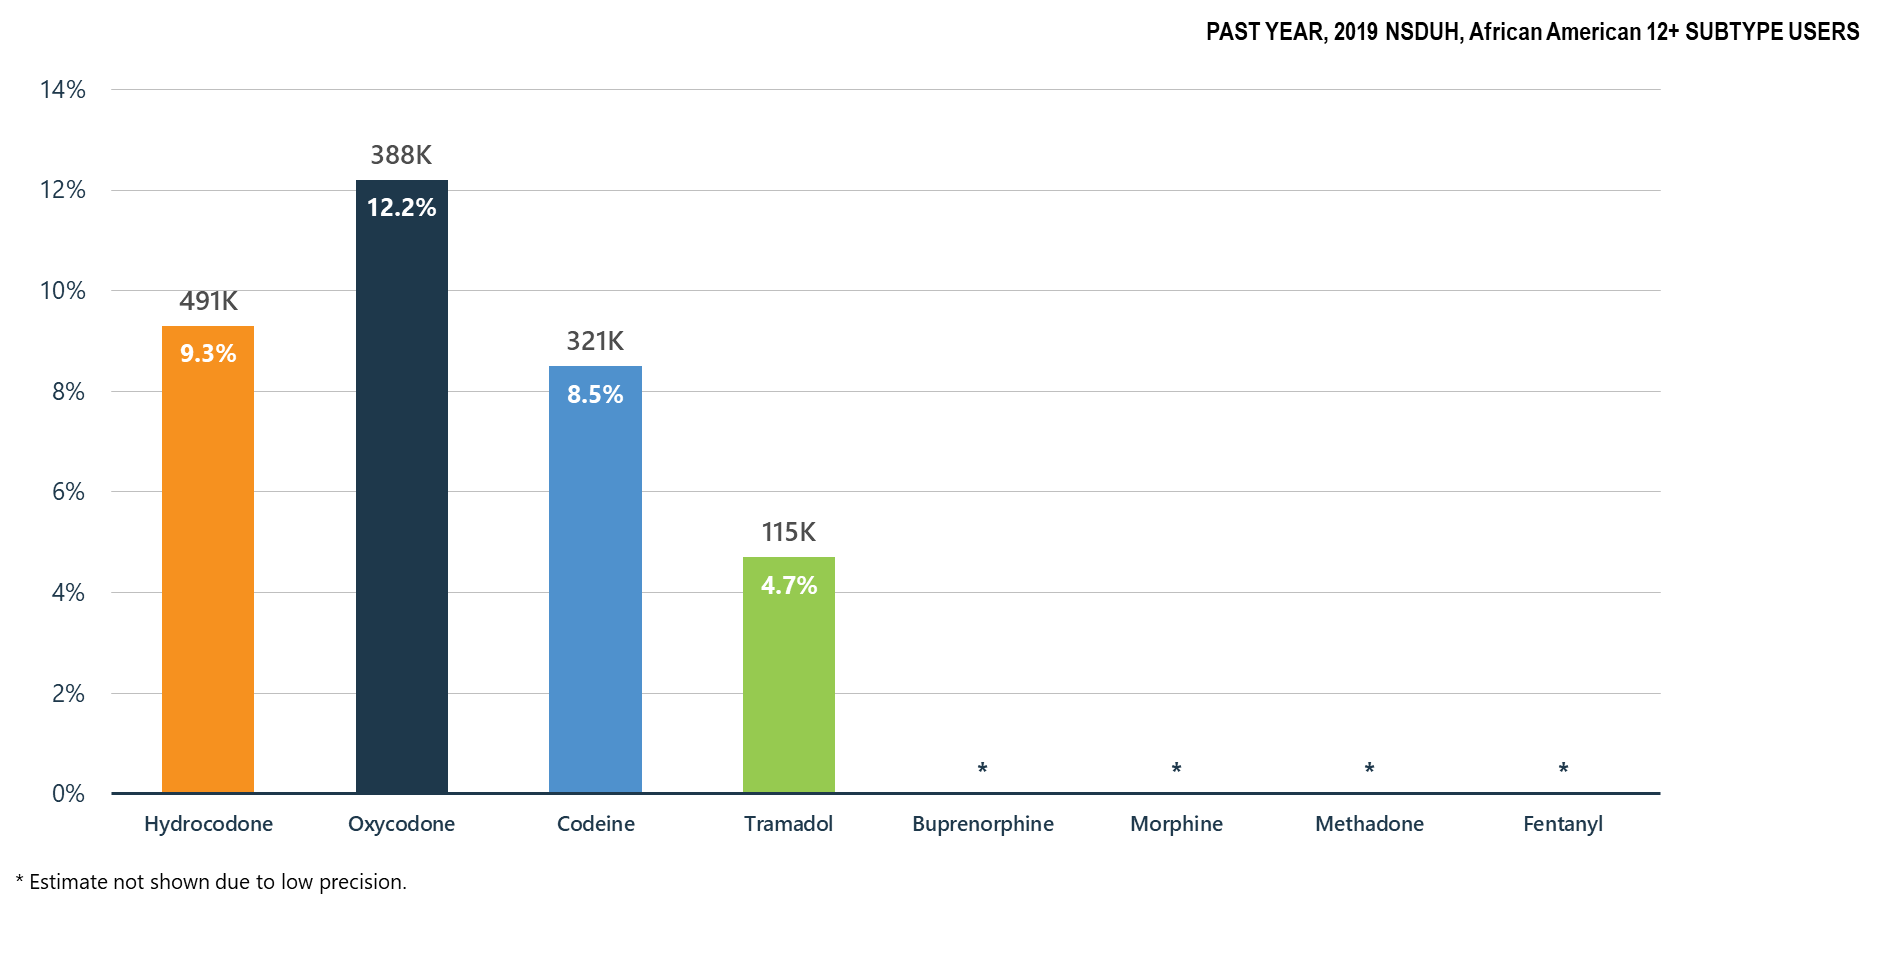 PAST YEAR, 2019 NSDUH, African American 12+ SUBTYPE USERS
14%
12%
10%
8%
6%
4%
2%
0%
491K
9.3%
388K
12.2%
321K
8.5%
115K
4.7%
* * * *
Hydrocodone Oxycodone Codeine Tramadol Buprenorphine Morphine Methadone Fentanyl
* Estimate not shown due to low precision.